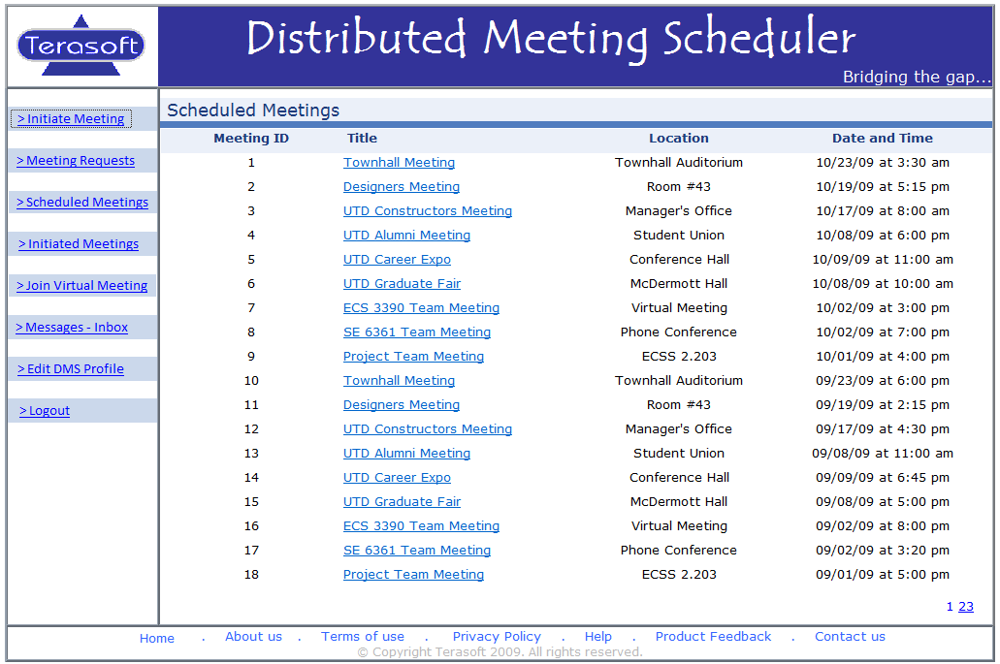 Terasoft
Distributed Meeting Scheduler
Bridging the gap...
> Initiate Meeting
> Meeting Requests
> Scheduled Meetings
> Initiated Meetings
> Join Virtual Meeting
> Messages - Inbox
> Edit DMS Profile
> Logout
Scheduled Meetings
Meeting ID Title Location Date and Time
1 Townhall Meeting Townhall Auditorium 10/23/09 at 3:30 am
2 Designers Meeting Room #43 10/19/09 at 5:15 pm
3 UTD Constructors Meeting Manager's Office 10/17/09 at 8:00 am
4 UTD Alumni Meeting Student Union 10/08/09 at 6:00 pm
5 UTD Career Expo Conference Hall 10/09/09 at 11:00 am
6 UTD Graduate Fair McDermott Hall 10/08/09 at 10:00 am
7 ECS 3390 Team Meeting Virtual Meeting 10/02/09 at 3:00 pm
8 SE 6361 Team Meeting Phone Conference 10/02/09 at 7:00 pm
9 Project Team Meeting ECSS 2.203 10/01/09 at 4:00 pm
10 Townhall Meeting Townhall Auditorium 09/23/09 at 6:00 pm
11 Designers Meeting Room #43 09/19/09 at 2:15 pm
12 UTD Constructors Meeting Manager's Office 09/17/09 at 4:30 pm
13 UTD Alumni Meeting Student Union 09/08/09 at 11:00 am
14 UTD Career Expo Conference Hall 09/09/09 at 6:45 pm
15 UTD Graduate Fair McDermott Hall 09/08/09 at 5:00 pm
16 ECS 3390 Team Meeting Virtual Meeting 09/02/09 at 8:00 pm
17 SE 6361 Team Meeting Phone Conference 09/02/09 at 3:20 pm
18 Project Team Meeting ECSS 2.203 09/01/09 at 5:00 pm
1 23
Home . About us . Terms of use . Privacy Policy . Help . Product Feedback . Contact us
© Copyright Terasoft 2009. All rights reserved.